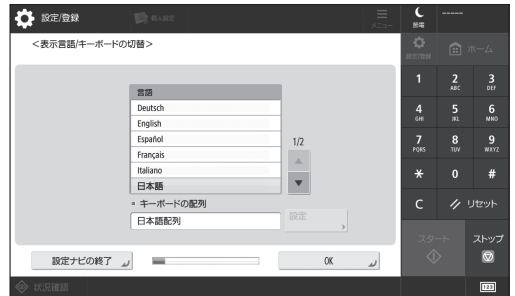 設定/登録
個人設定
メニュー
節電
------
<表示言語/キーボードの切替>
設定/登録
ホーム
言語
Deutsch
English
Español
Français
Italiano
日本語
1/2
キーボードの配列
日本語配列
設定
設定ナビの終了
OK
状況確認
1
2
ABC
3
DEF
4
GHI
5
JKL
6
MNO
7
PQRS
8
TUV
9
WXYZ
*
0
#
C
リセット
スタート
ストップ
123